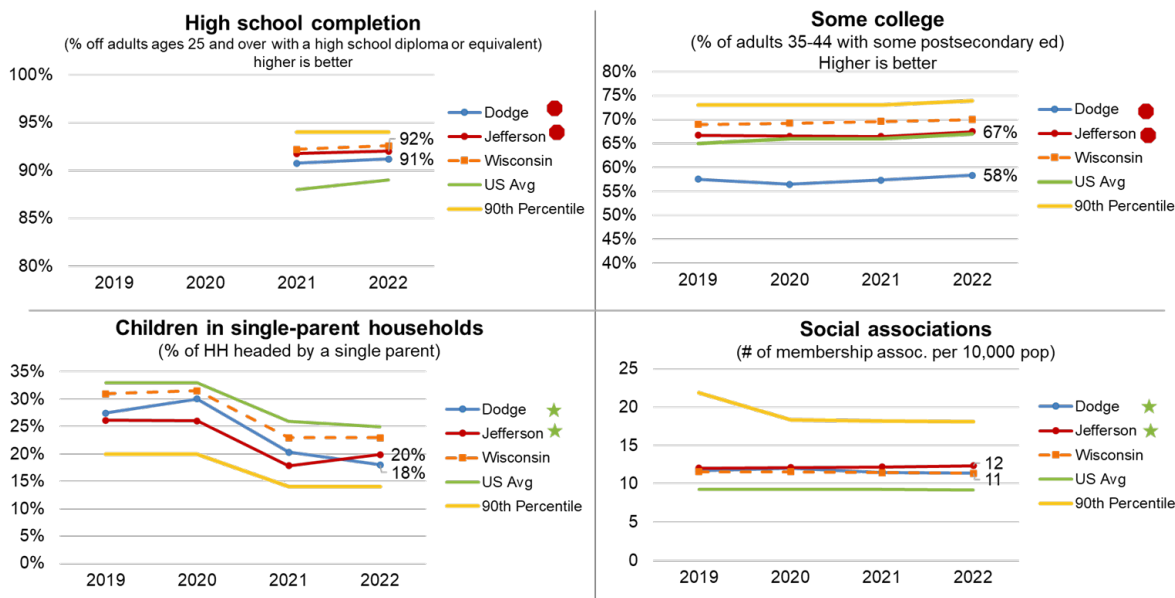 High school completion
(% off adults ages 25 and over with a high school diploma or equivalent)
higher is better
100%
95%
90%
85%
80%
92%
91%
2019
2020
2021
2022
Dodge
Jefferson
Wisconsin
US Avg
90th Percentile
Some college
(% of adults 35-44 with some postsecondary ed)
Higher is better
80%
75%
70%
65%
60%
55%
50%
45%
40%
67%
58%
2019
2020
2021
2022
Dodge
Jefferson
Wisconsin
US Avg
90th Percentile
Children in single-parent households
(% of HH headed by a single parent)
35%
30%
25%
20%
15%
10%
5%
0%
20%
18%
2019
2020
2021
2022
Dodge
Jefferson
Wisconsin
US Avg
90th Percentile
Social associations
(# of membership assoc. per 10,000 pop)
25
20
15
10
5
0
12
11
2019
2020
2021
2022
Dodge
Jefferson
Wisconsin
US Avg
90th Percentile